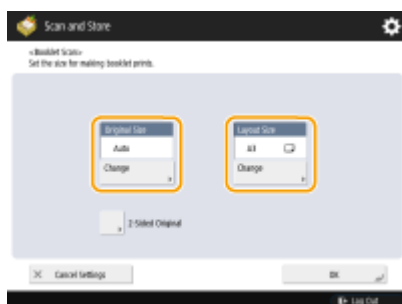 Scan and Store
<Booklet Scan>
Set the size for making booklet prints.
Original Size
Layout Size
Auto
A3
Change
Change
2-Sided Original
Cancel Settings
OK
Log Out